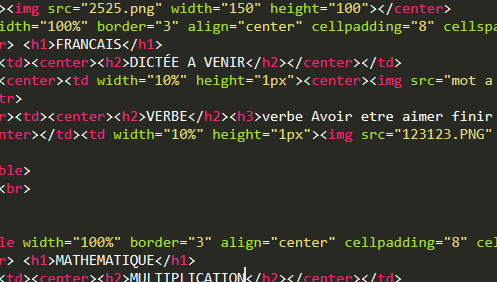 ><img src="2525.png" width="150" height="100"></center>
width="100%" border="3" align="center" cellpadding="8" cellspa
r> <h1>FRANCAIS</h1>
<td><center><h2>DICTÉE A VENIR</h2></center></td>
<center><td width="10%" height="1px"><center><img src="mot a
tr>
r><td><center><h2>VERBE</h2><h3>verbe Avoir etre aimer finir
nter></td><td width="10%" height="1px"><img src="123123.PNG"
ble>
<br>
le width="100%" border="3" align="center" cellpadding="8" cel
r> <h1>MATHEMATIQUE</h1>
<td><center><h2>MULTIPLICATION</h2></center></td>